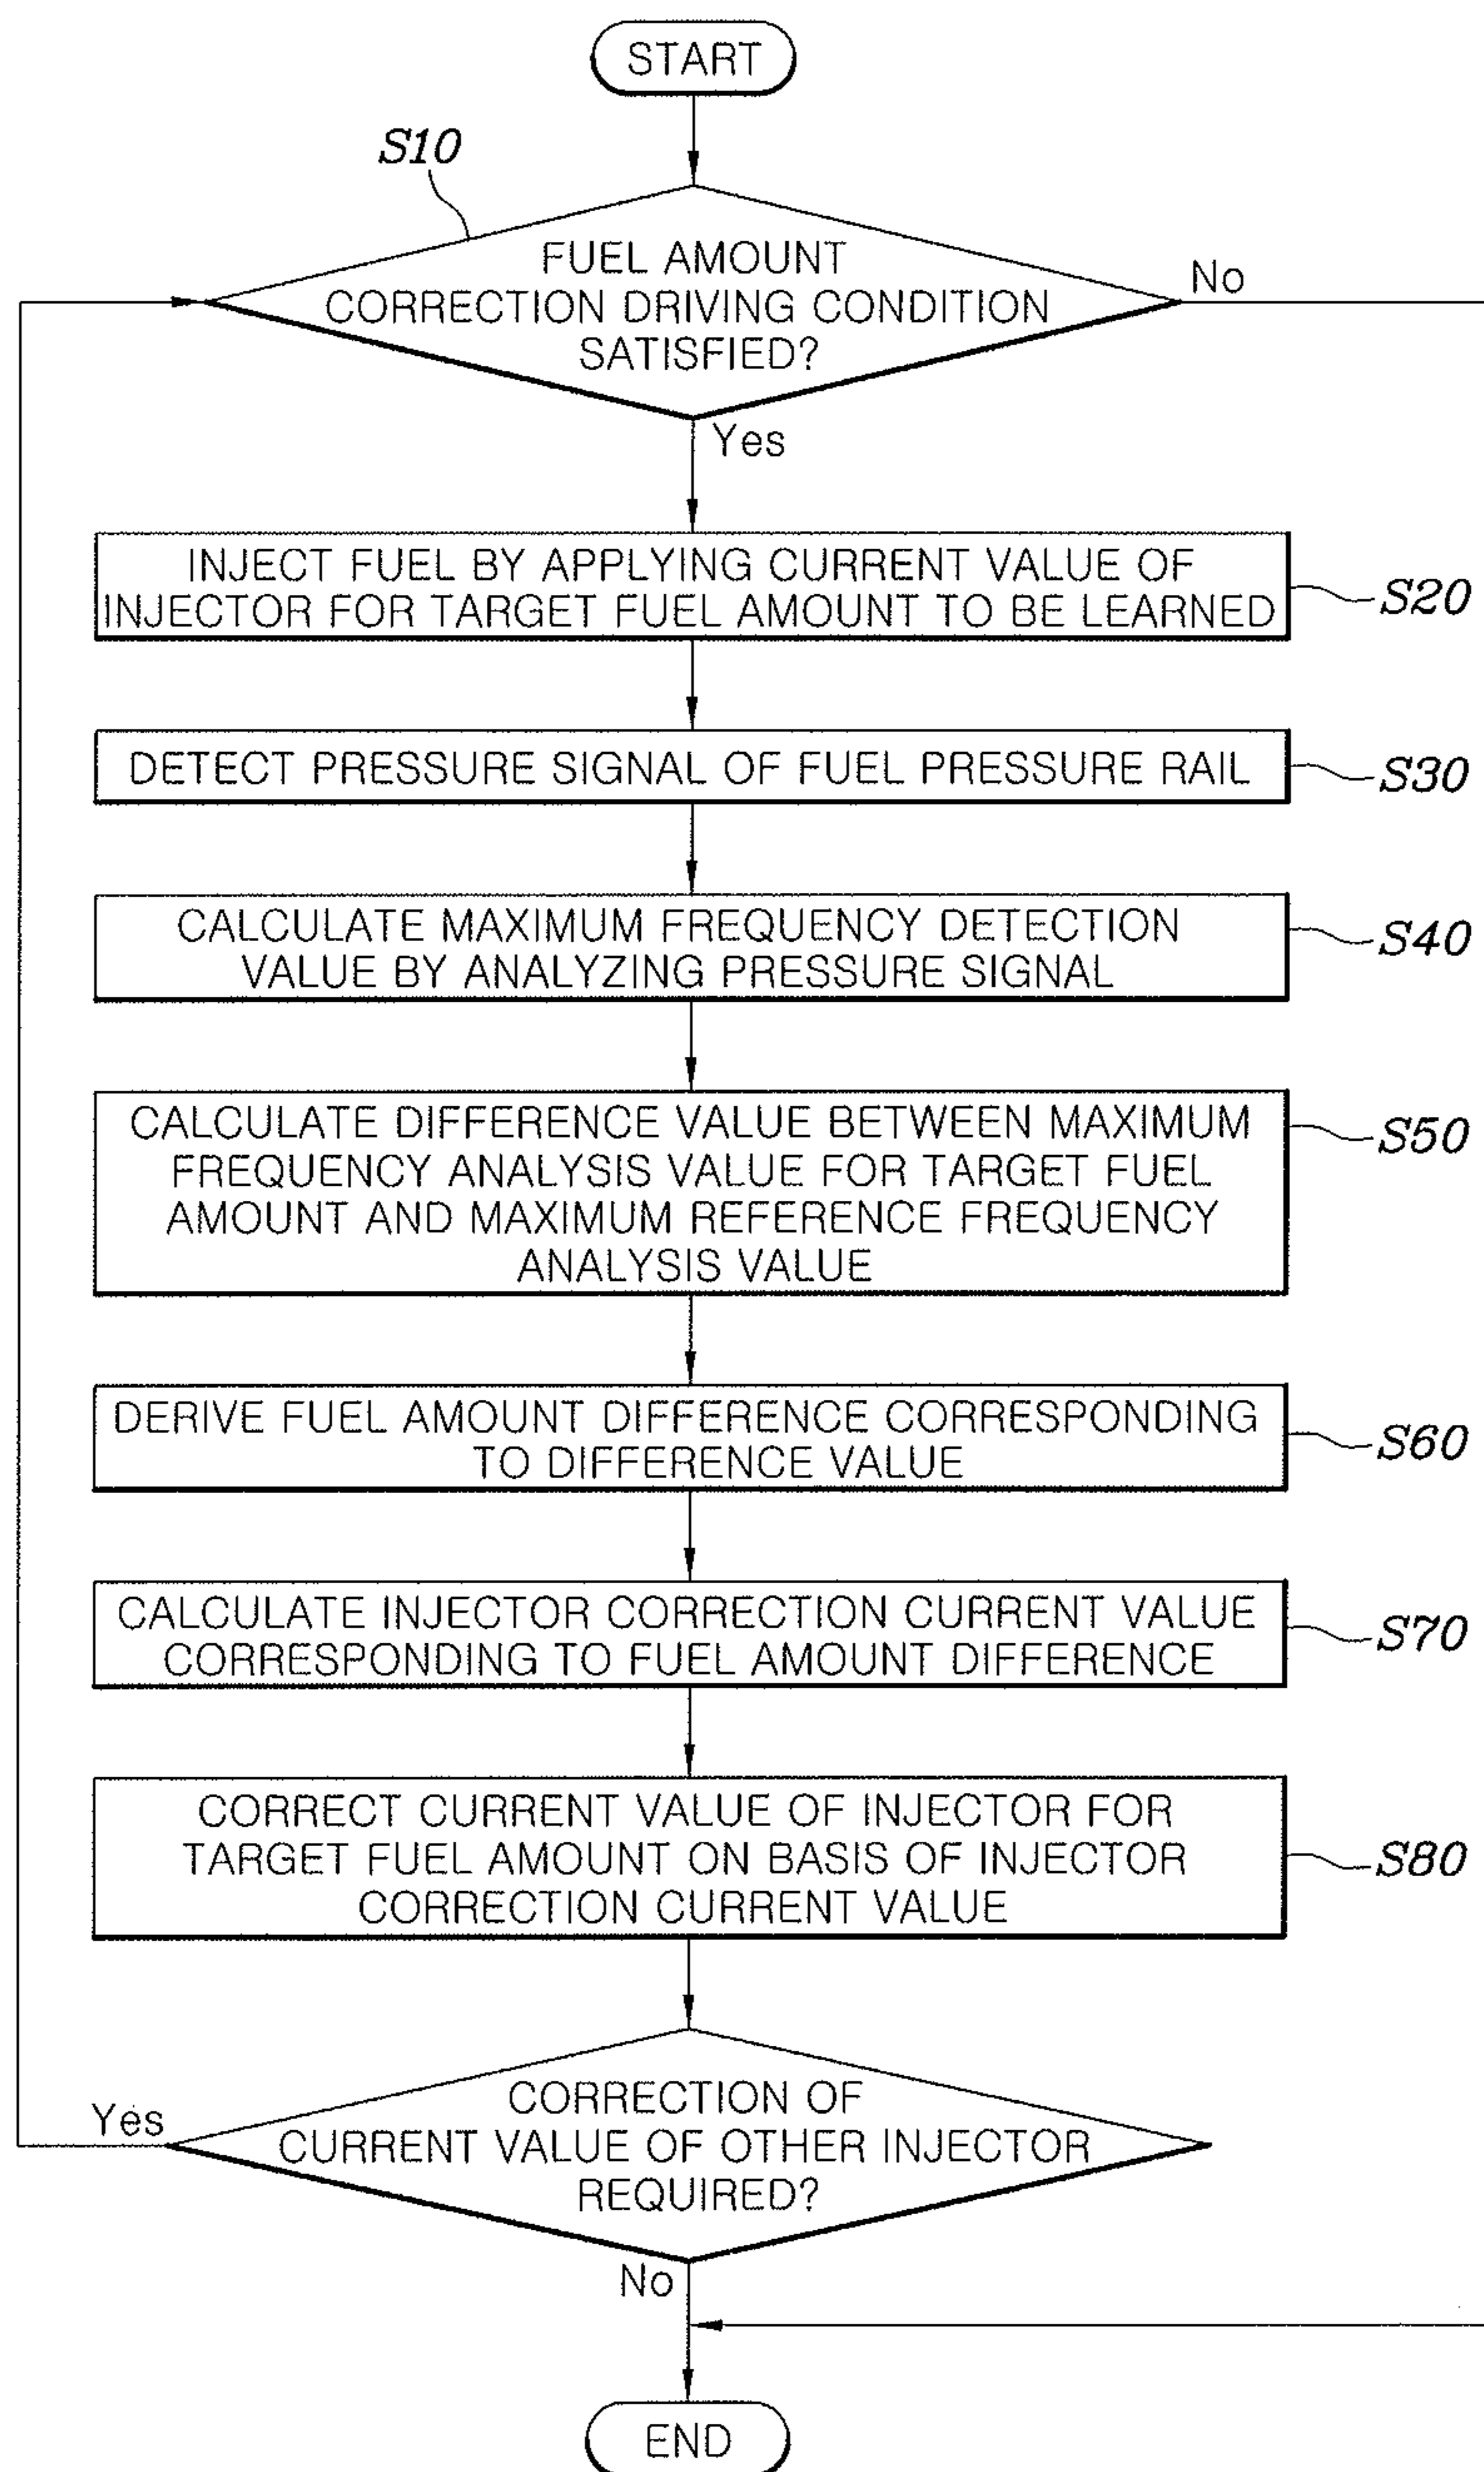 START
S10
FUEL AMOUNT
CORRECTION DRIVING CONDITION
SATISFIED?
No
Yes
INJECT FUEL BY APPLYING CURRENT VALUE OF
INJECTOR FOR TARGET FUEL AMOUNT TO BE LEARNED
S20
DETECT PRESSURE SIGNAL OF FUEL PRESSURE RAIL
S30
CALCULATE MAXIMUM FREQUENCY DETECTION
VALUE BY ANALYZING PRESSURE SIGNAL
S40
CALCULATE DIFFERENCE VALUE BETWEEN MAXIMUM
FREQUENCY ANALYSIS VALUE FOR TARGET FUEL
AMOUNT AND MAXIMUM REFERENCE FREQUENCY
ANALYSIS VALUE
S50
DERIVE FUEL AMOUNT DIFFERENCE CORRESPONDING
TO DIFFERENCE VALUE
S60
CALCULATE INJECTOR CORRECTION CURRENT VALUE
CORRESPONDING TO FUEL AMOUNT DIFFERENCE
S70
CORRECT CURRENT VALUE OF INJECTOR FOR
TARGET FUEL AMOUNT ON BASIS OF INJECTOR
CORRECTION CURRENT VALUE
S80
CORRECTION OF
CURRENT VALUE OF OTHER INJECTOR
REQUIRED?
Yes
No
END